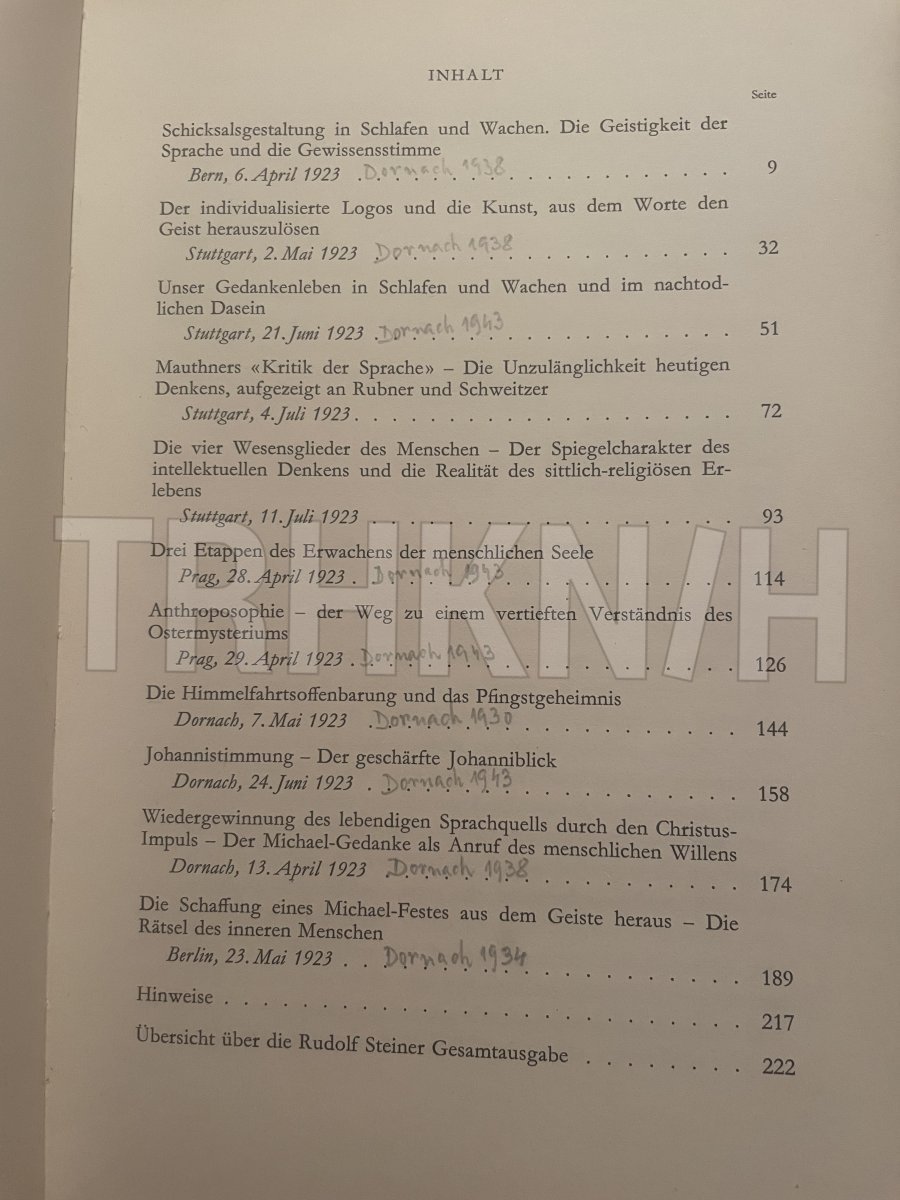 INHALT
Seite
Schicksalsgestaltung in Schlafen und Wachen. Die Geistigkeit der
Sprache und die Gewissensstimme
Bern, 6. April 1923 Dornach 1938 . . . . . . . . . . . 9
Der individualisierte Logos und die Kunst, aus dem Worte den
Geist herauszulösen
Stuttgart, 2. Mai 1923 Dornach 1938 . . . . . . . . . . . 32
Unser Gedankenleben in Schlafen und Wachen und im nachtod-
lichen Dasein
Stuttgart, 21. Juni 1923 Dornach 1943 . . . . . . . . . . . 51
Mauthners «Kritik der Sprache» – Die Unzulänglichkeit heutigen
Denkens, aufgezeigt an Rubner und Schweitzer
Stuttgart, 4. Juli 1923 . . . . . . . . . . . . . . . . . . 72
Die vier Wesensglieder des Menschen – Der Spiegelcharakter des
intellektuellen Denkens und die Realität des sittlich-religiösen Er-
lebens
Stuttgart, 11. Juli 1923 . . . . . . . . . . . . . . . . . 93
Drei Etappen des Erwachens der menschlichen Seele
Prag, 28. April 1923 . Dornach 1943 . . . . . . . . . . . 114
Anthroposophie – der Weg zu einem vertieften Verständnis des
Ostermysteriums
Prag, 29. April 1923 . Dornach 1943 . . . . . . . . . . . 126
Die Himmelfahrtsoffenbarung und das Pfingstgeheimnis
Dornach, 7. Mai 1923 Dornach 1930 . . . . . . . . . . . 144
Johannistimmung – Der geschärfte Johanniblick
Dornach, 24. Juni 1923 . Dornach 1943 . . . . . . . . . . . 158
Wiedergewinnung des lebendigen Sprachquells durch den Christus-
Impuls – Der Michael-Gedanke als Anruf des menschlichen Willens
Dornach, 13. April 1923 Dornach 1938 . . . . . . . . . . 174
Die Schaffung eines Michael-Festes aus dem Geiste heraus – Die
Rätsel des inneren Menschen
Berlin, 23. Mai 1923 . . Dornach 1934 . . . . . . . . . . 189
Hinweise . . . . . . . . . . . . . . . . . . . . . . . . . 217
Übersicht über die Rudolf Steiner Gesamtausgabe . . . . . . . 222
TRHKN/H